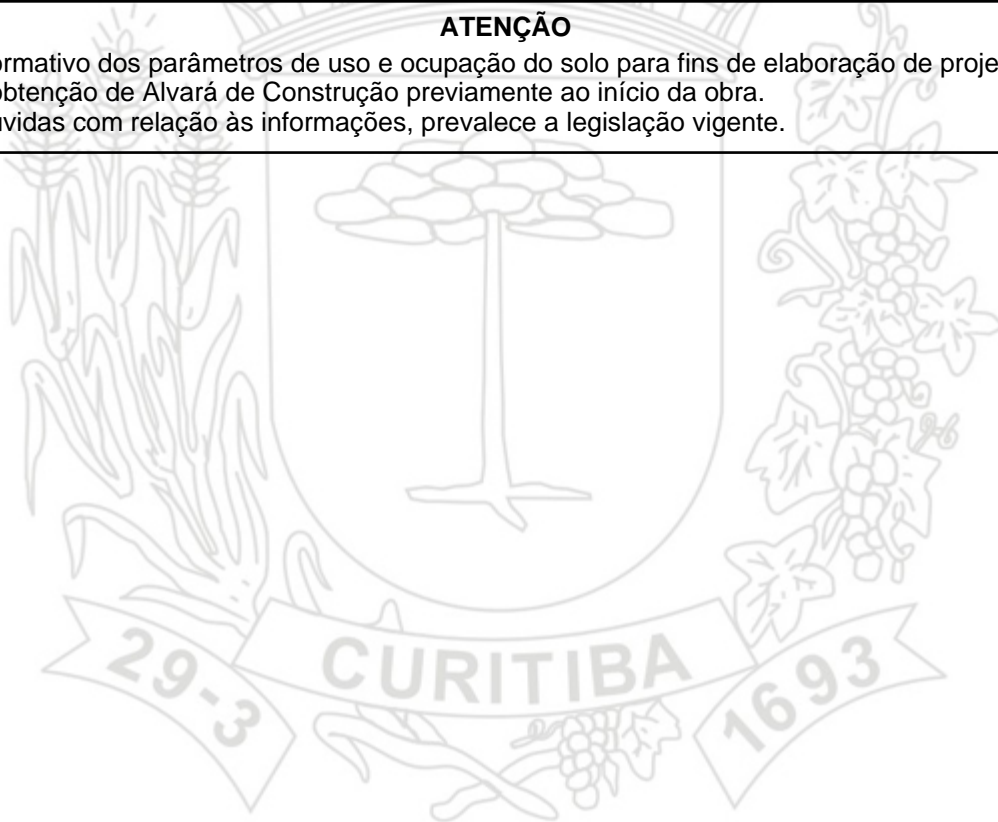 ATENÇÃO
ormativo dos parâmetros de uso e ocupação do solo para fins de elaboração de proje
obtenção de Alvará de Construção previamente ao início da obra.
vidas com relação às informações, prevalece a legislação vigente.
29-3 CURITIBA 1693